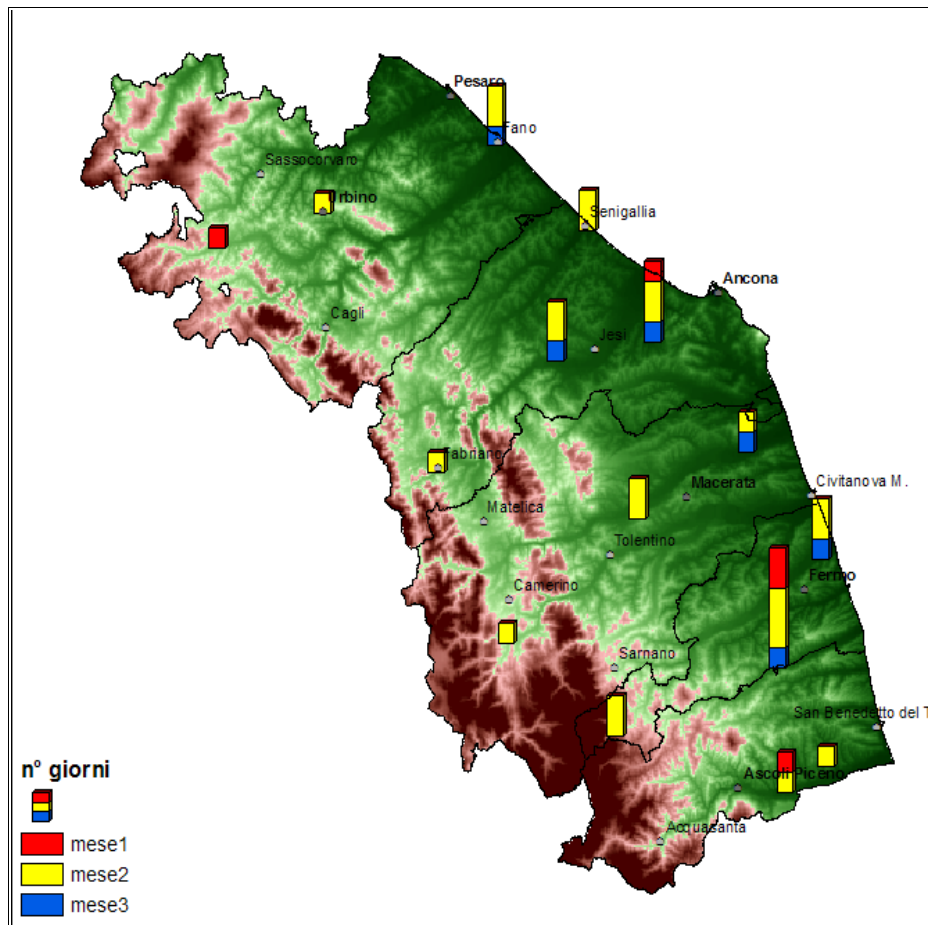 Pesaro
Fano
Sassocorvaro
Urbino
Senigallia
Ancona
Cagli
Jesi
Fabriano
Macerata
Civitanova M.
Matelica
Tolentino
Camerino
Fermo
Sarnano
San Benedetto del T
Ascoli Piceno
Acquasanta
n° giorni
mese1
mese2
mese3